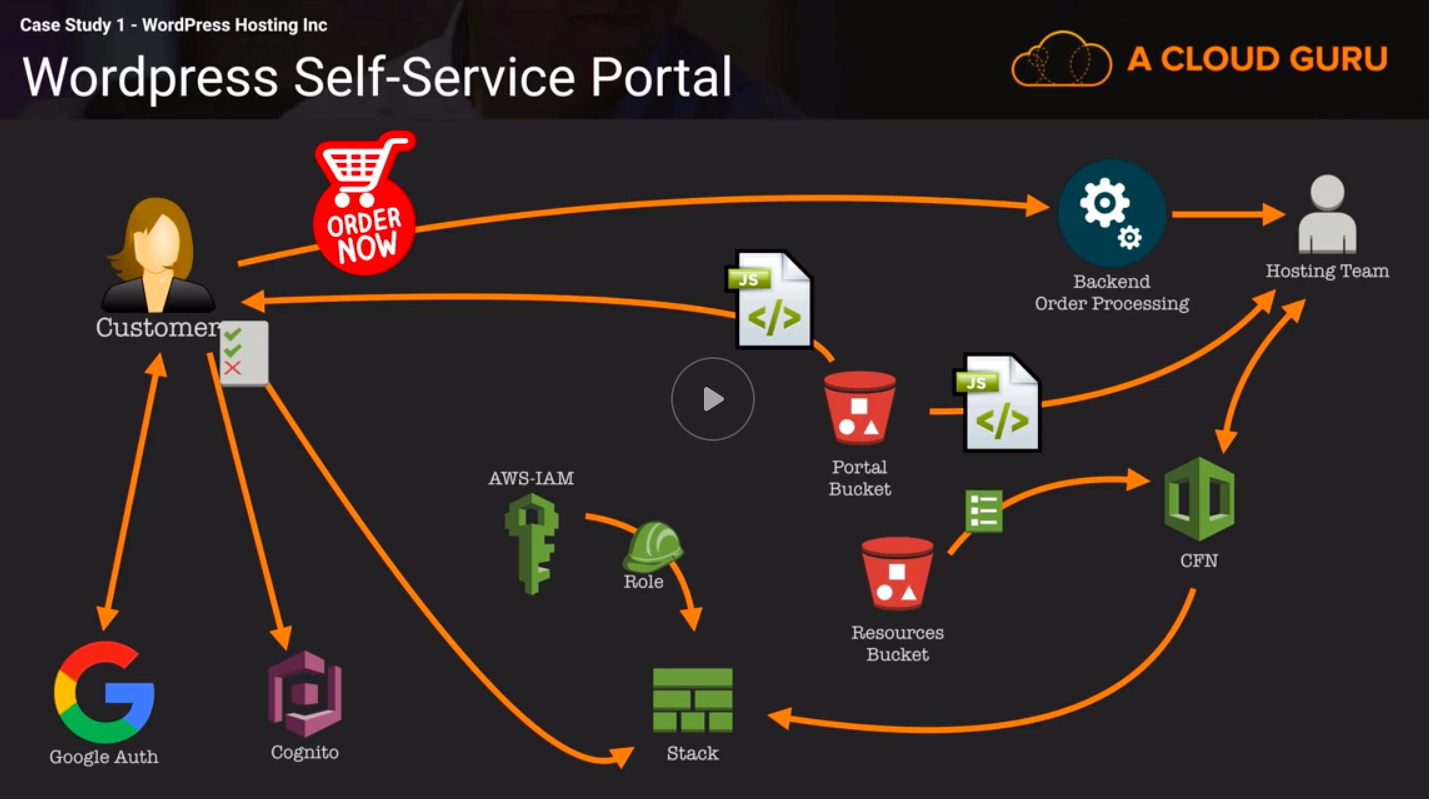 Case Study 1 - WordPress Hosting Inc
Wordpress Self-Service Portal
A CLOUD GURU
ORDER
NOW
Customer
Backend
Order Processing
Hosting Team
JS
</>
JS
</>
Portal
Bucket
AWS-IAM
Role
CFN
Resources
Bucket
Google Auth
Cognito
Stack